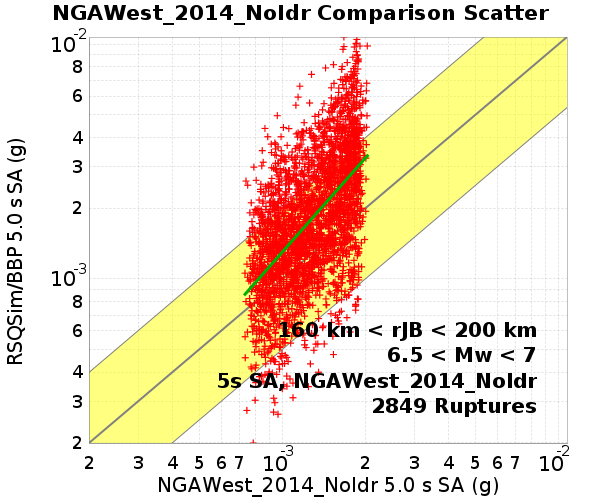 NGAWest_2014_NoIdr Comparison Scatter
10-2
8
6
4
3
2
10-3
8
6
4
3
2
RSQSim/BBP 5.0 s SA (g)
160 km < rJB < 200 km
6.5 < Mw < 7
5s SA, NGAWest_2014_NoIdr
2849 Ruptures
2 3 4 5 6 7 10-3 2 3 4 5 6 7 10-2
NGAWest_2014_NoIdr 5.0 s SA (g)